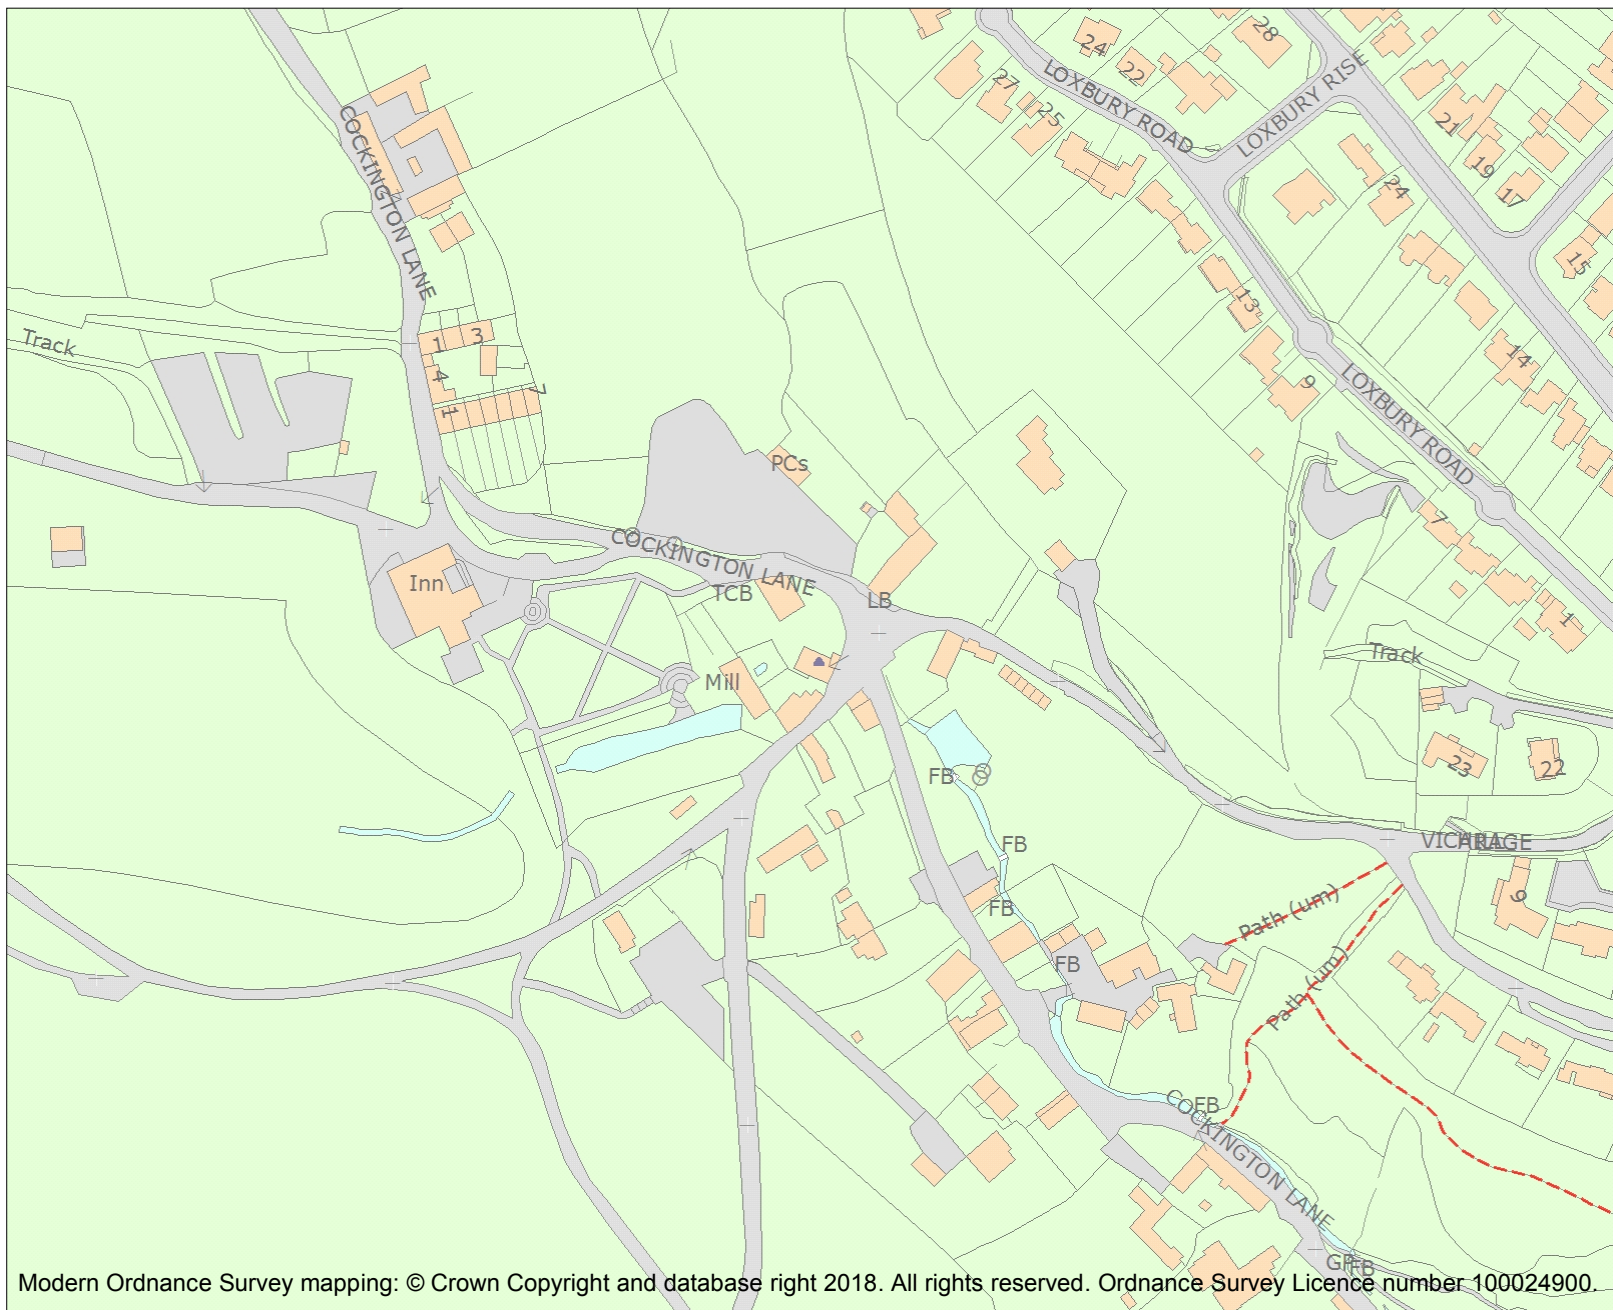 28
24
22
27
25
LOXBURY ROAD
LOXBURY RISE
21
19
17
24
15
COCKINGTON LANE
13
Track
1
3
4
7
1
14
9
LOXBURY ROAD
PCs
7
COCKINGTON LANE
Inn
TCB
LB
1
Track
Mill
23
22
FB
FB
VICARAGE
HILL
9
Path (um)
FB
FB
Path (um)
FB
COCKINGTON LANE
GP
FB
Modern Ordnance Survey mapping: © Crown Copyright and database right 2018. All rights reserved. Ordnance Survey Licence number 100024900.